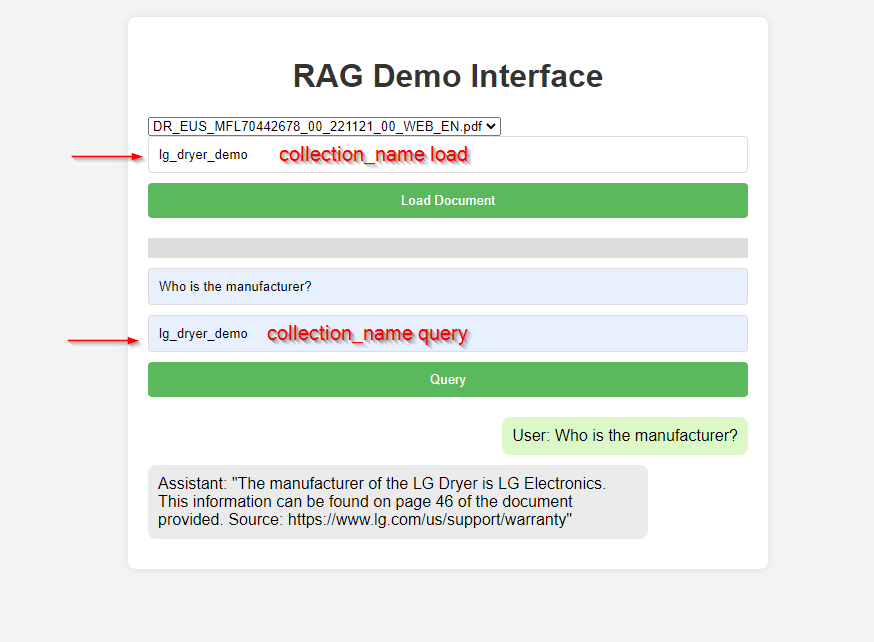 RAG Demo Interface
DR_EUS_MFL70442678_00_221121_00_WEB_EN.pdf
lg_dryer_demo collection_name load
Load Document
Who is the manufacturer?
lg_dryer_demo collection_name query
Query
User: Who is the manufacturer?
Assistant: "The manufacturer of the LG Dryer is LG Electronics.
This information can be found on page 46 of the document
provided. Source: https://www.lg.com/us/support/warranty"